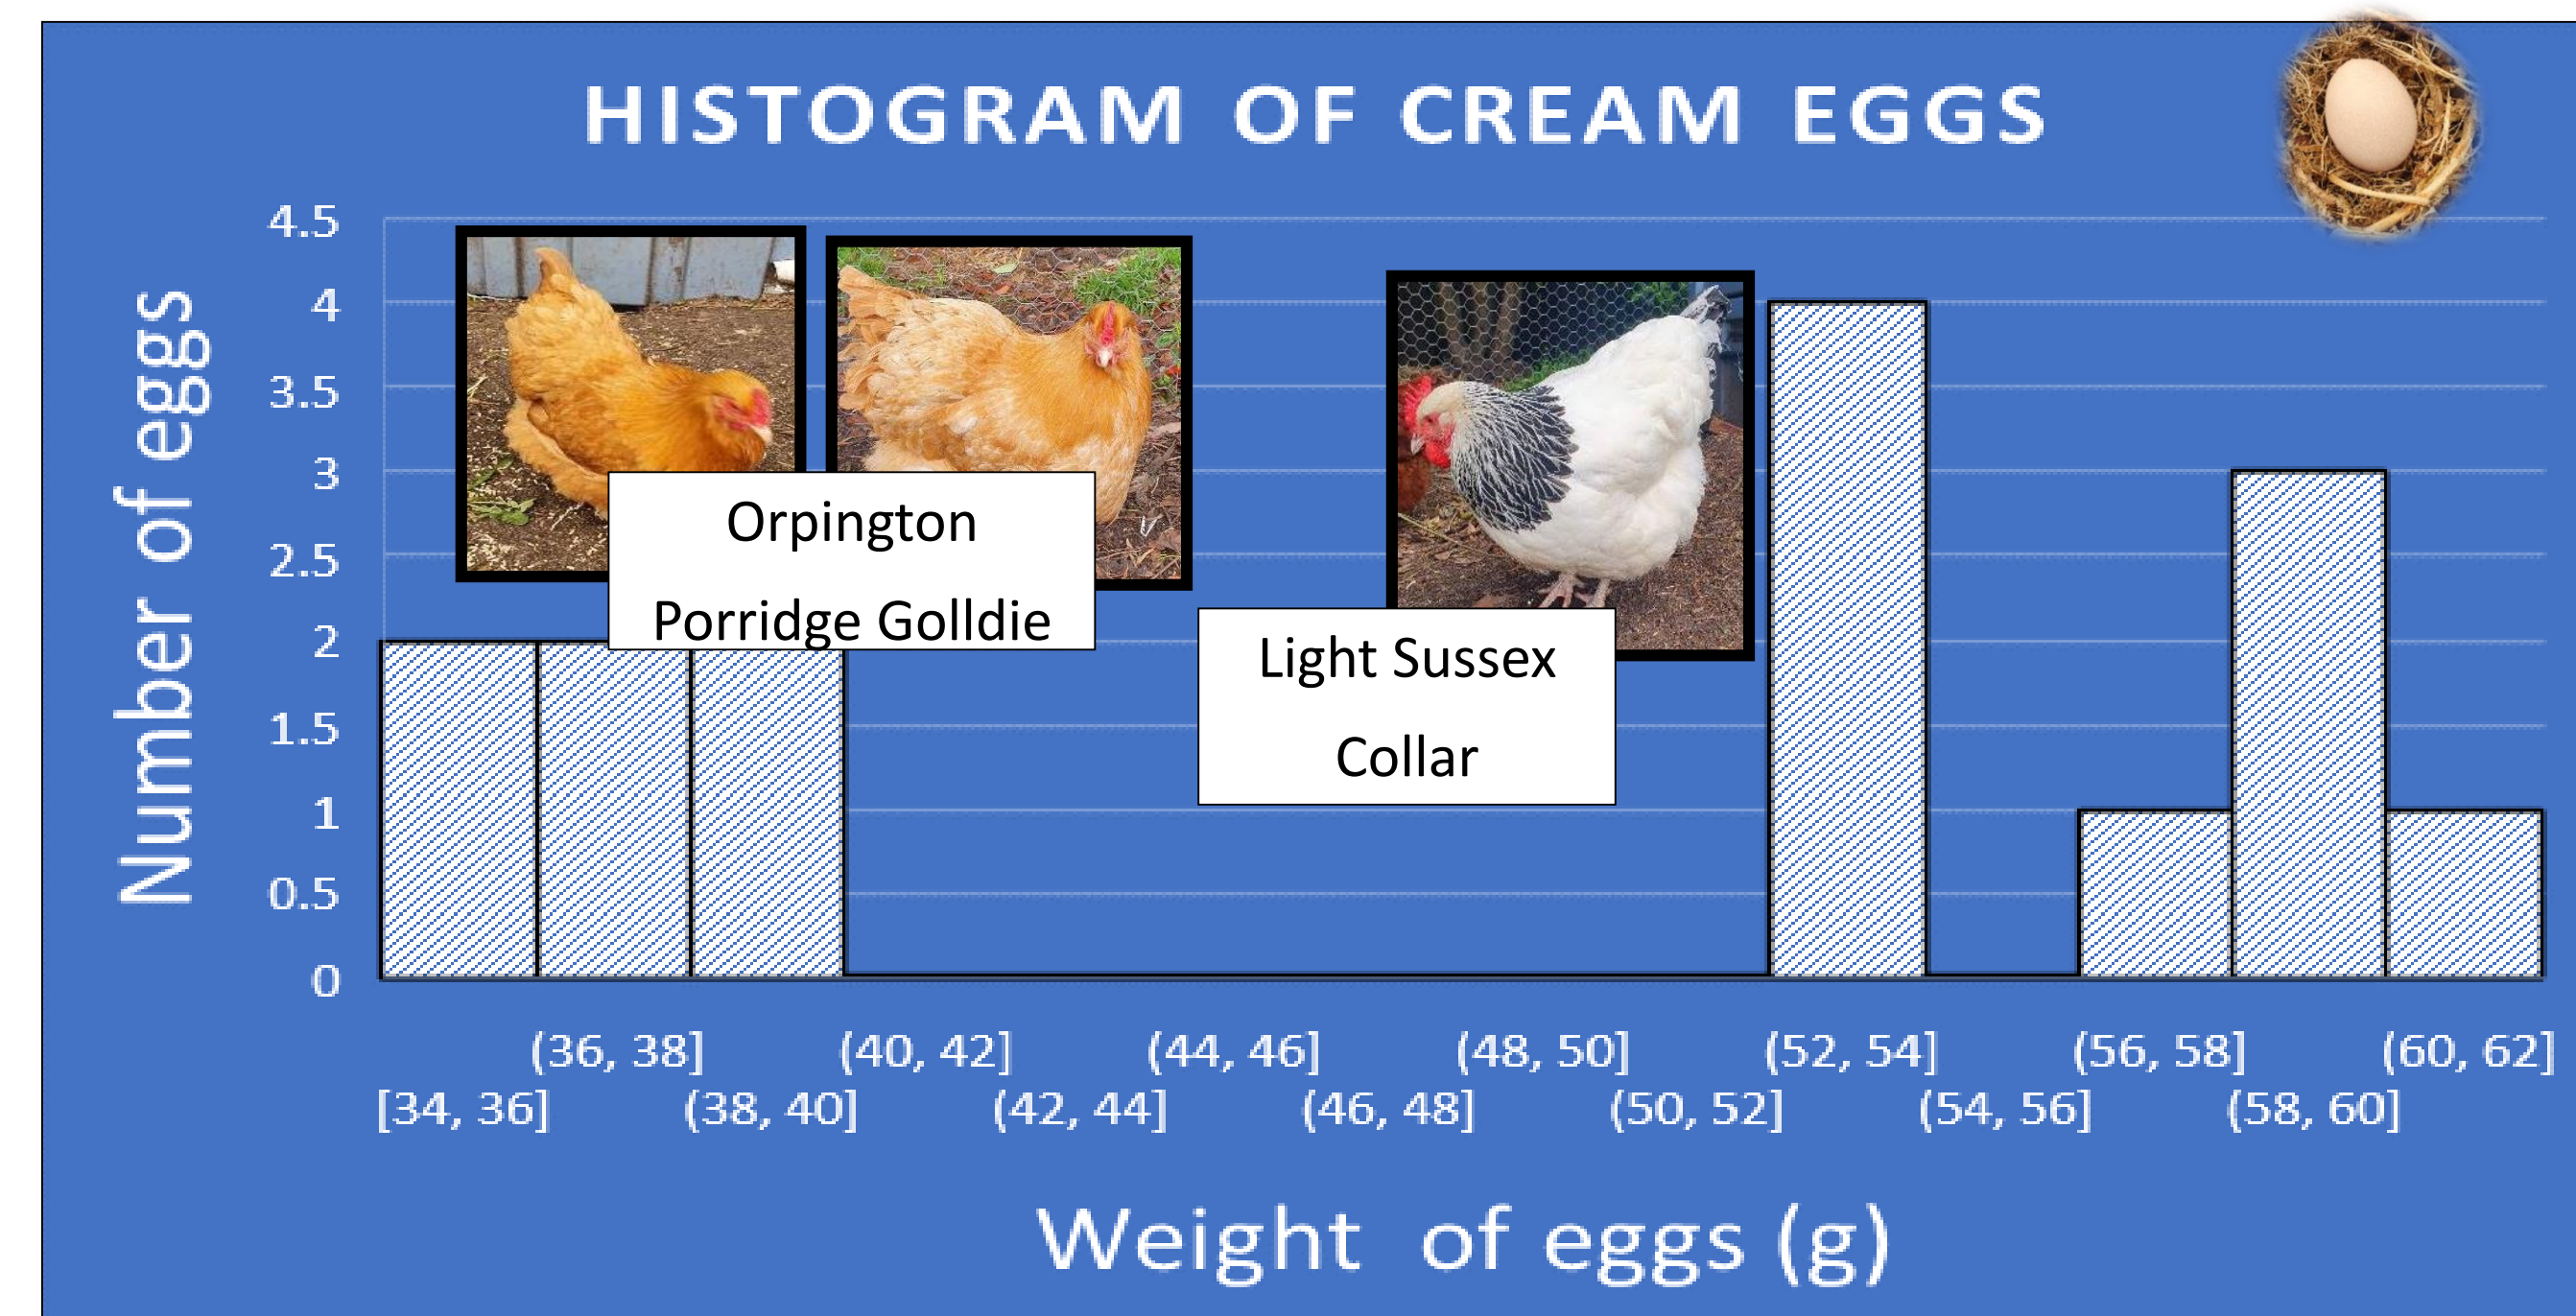 HISTOGRAM OF CREAM EGGS
Number of eggs
4.5
4
3.5
3
2.5
2
1.5
1
0.5
0
Orpington
Porridge Golldie
Light Sussex
Collar
(36, 38] (40, 42] (44, 46] (48, 50] (52, 54] (56, 58] (60, 62]
[34, 36] (38, 40] (42, 44] (46, 48] (50, 52] (54, 56] (58, 60]
Weight of eggs (g)